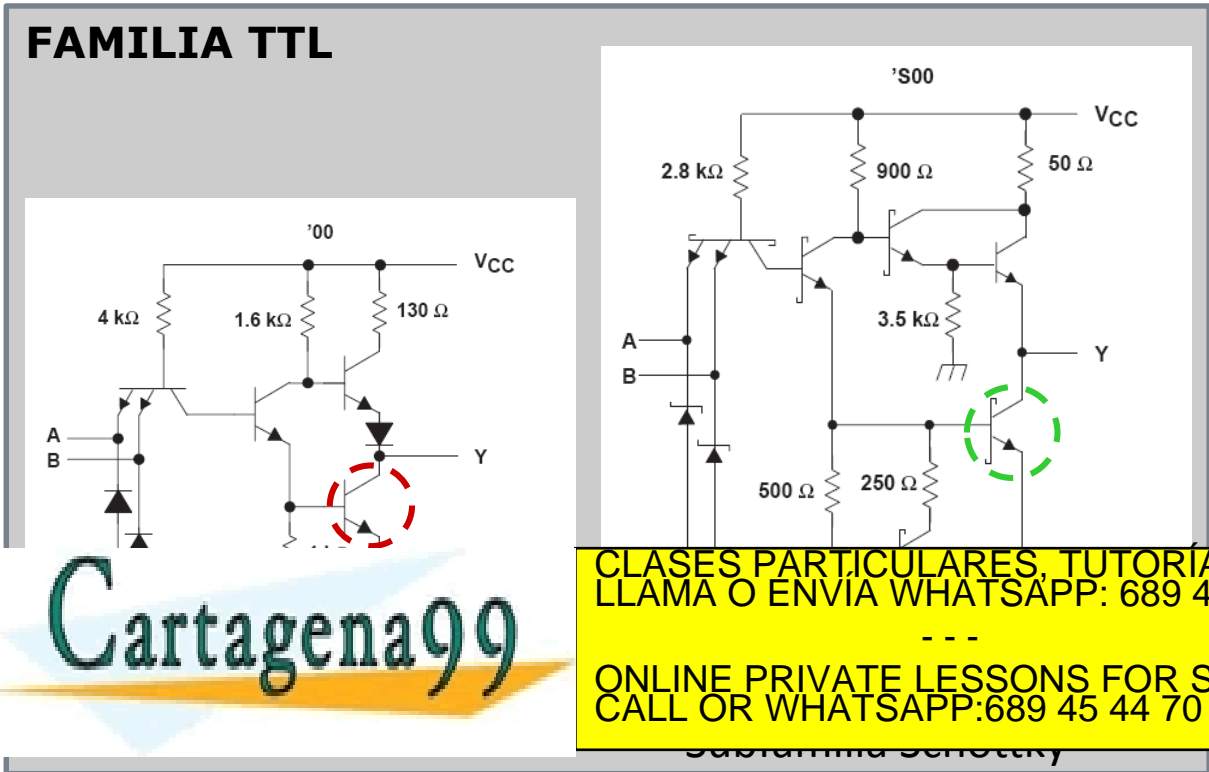 FAMILIA TTL
'S00
VCC
2.8 kΩ
900 Ω
50 Ω
3.5 kΩ
A
B
Y
500 Ω
250 Ω
'00
VCC
4 kΩ
1.6 kΩ
130 Ω
A
B
Y
Cartagena99
CLASES PARTICULARES, TUTORÍA
LLAMA O ENVÍA WHATSAPP: 689 4
- - -
ONLINE PRIVATE LESSONS FOR S
CALL OR WHATSAPP:689 45 44 70
Subfamilia Schottky